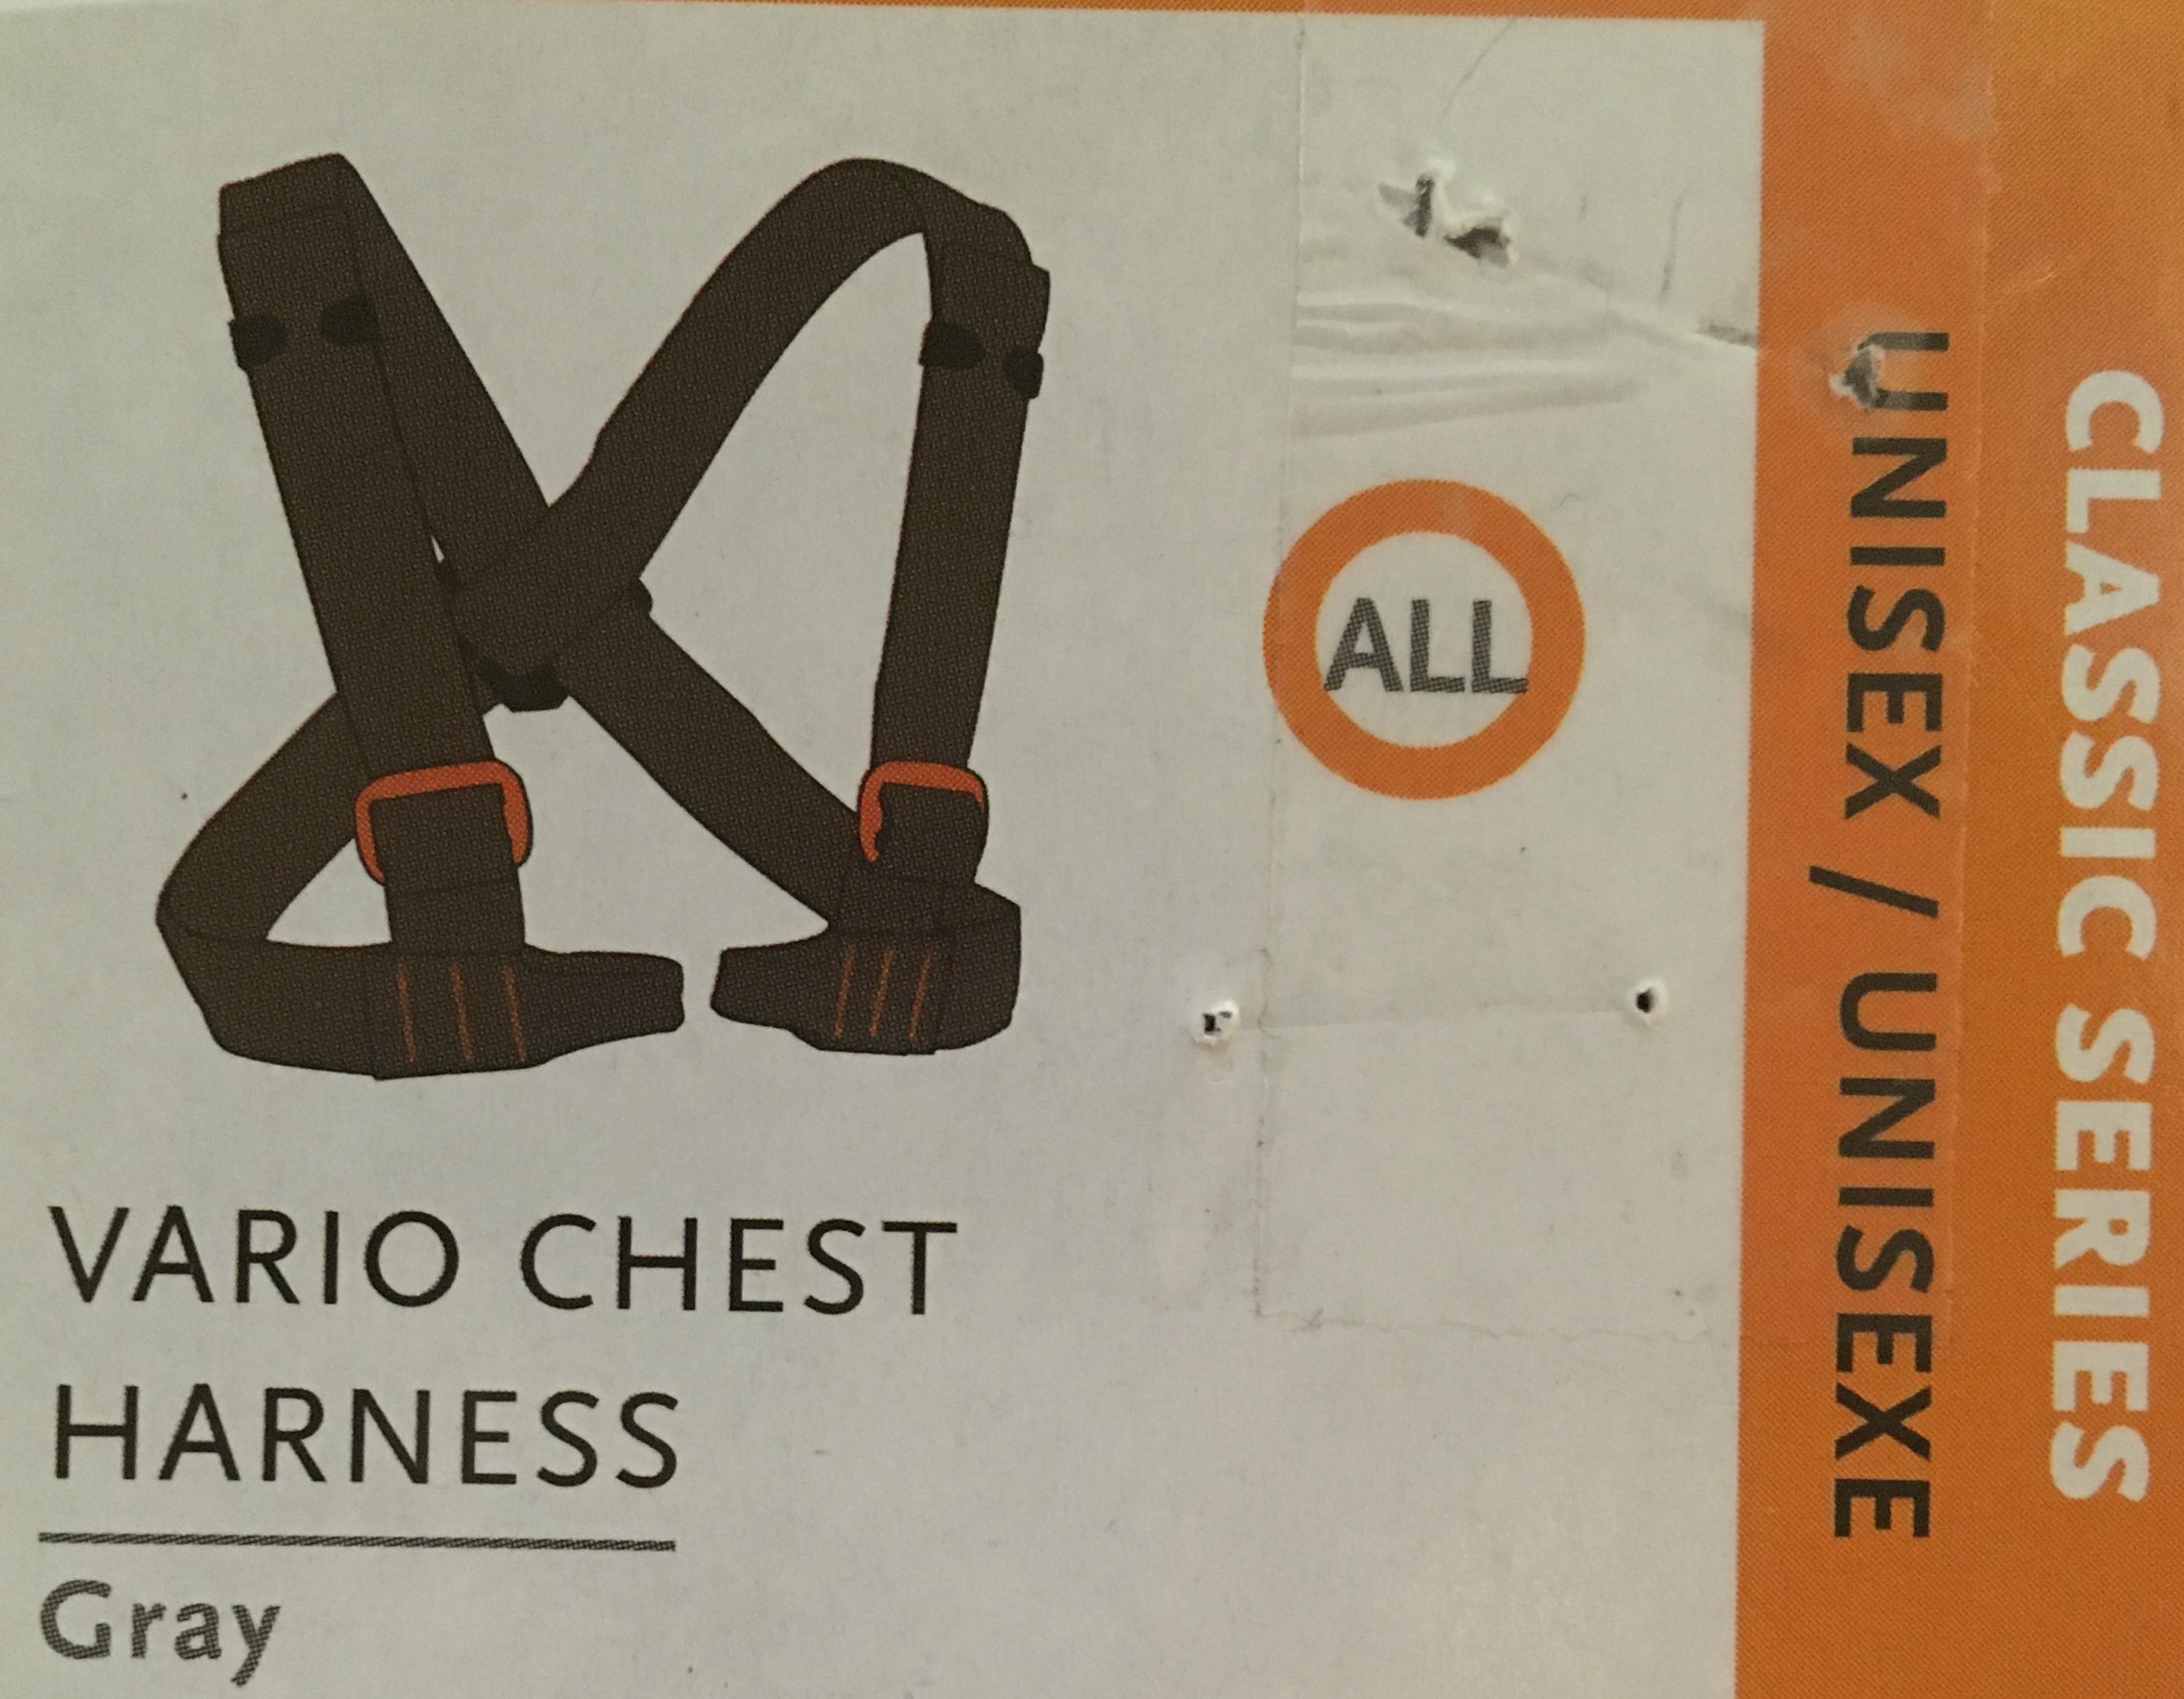 VARIO CHEST
HARNESS
Gray
ALL
UNISEX / UNISEXE
CLASSIC SERIES